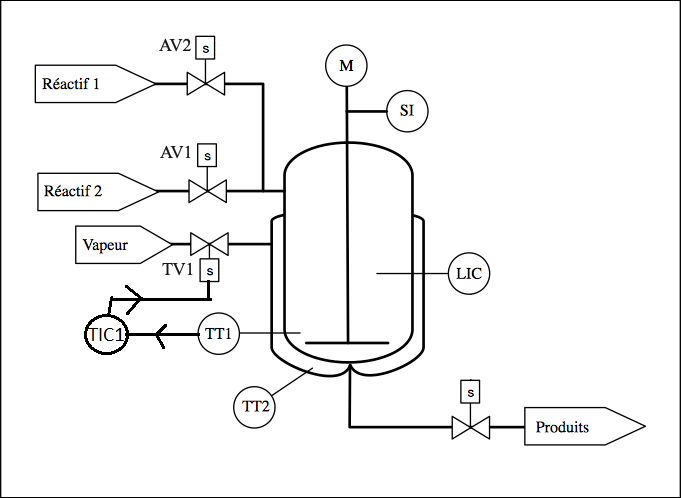 AV2
s
M
Réactif 1
SI
AV1
s
Réactif 2
Vapeur
TV1
s
LIC
TIC1
TT1
TT2
s
Produits